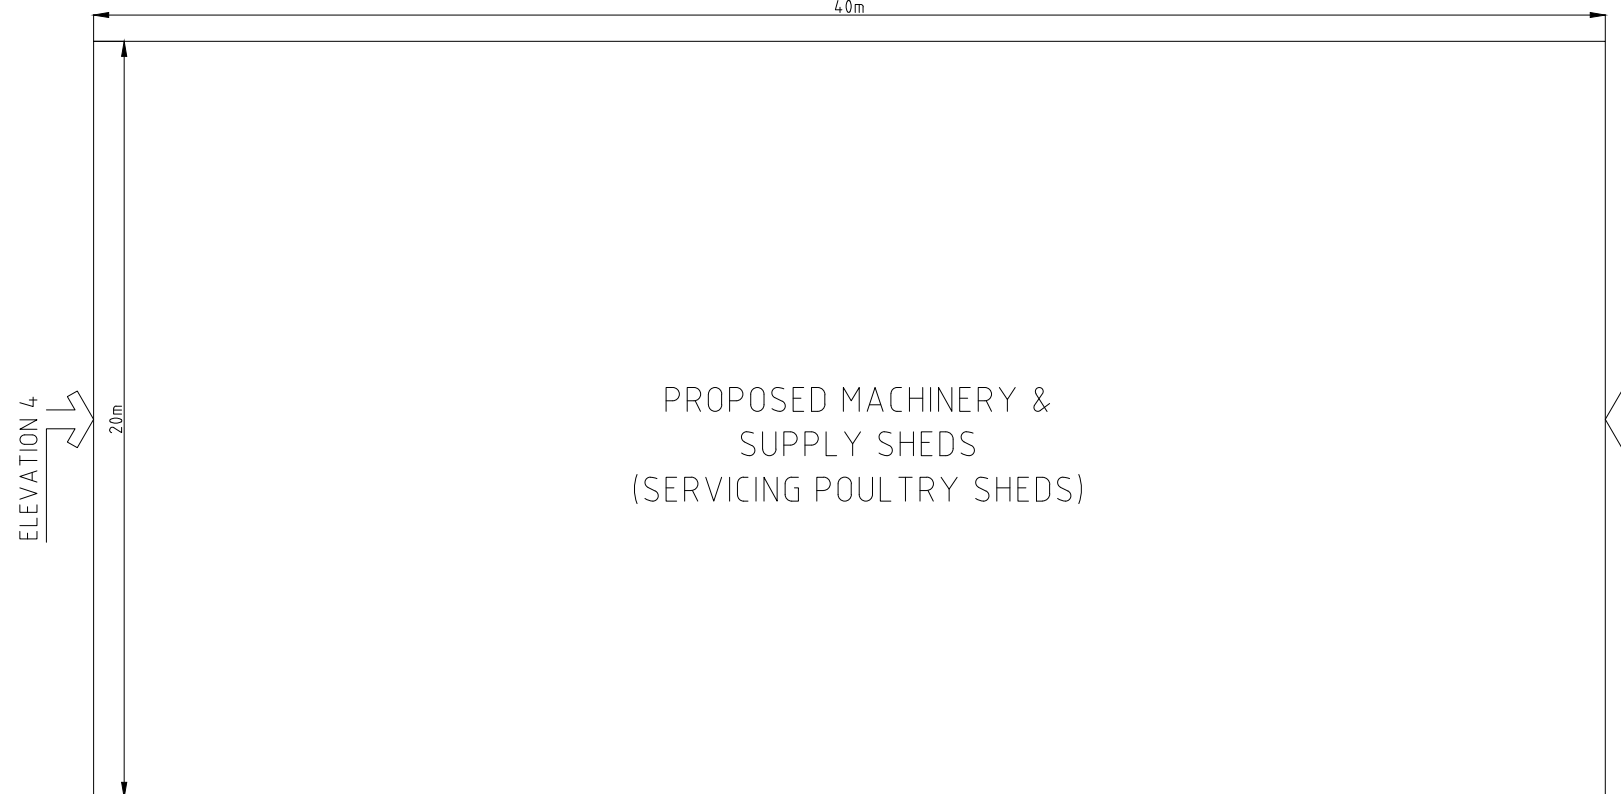 40m
20m
ELEVATION 4
PROPOSED MACHINERY &
SUPPLY SHEDS
(SERVICING POULTRY SHEDS)